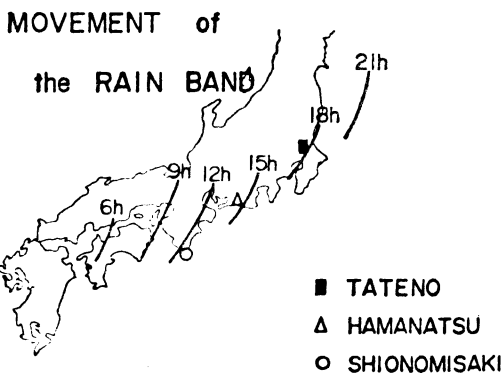 MOVEMENT of
the RAIN BAND
21h
18h
15h
12h
9h
6h
TATENO
HAMANATSU
SHIONOMISAKI